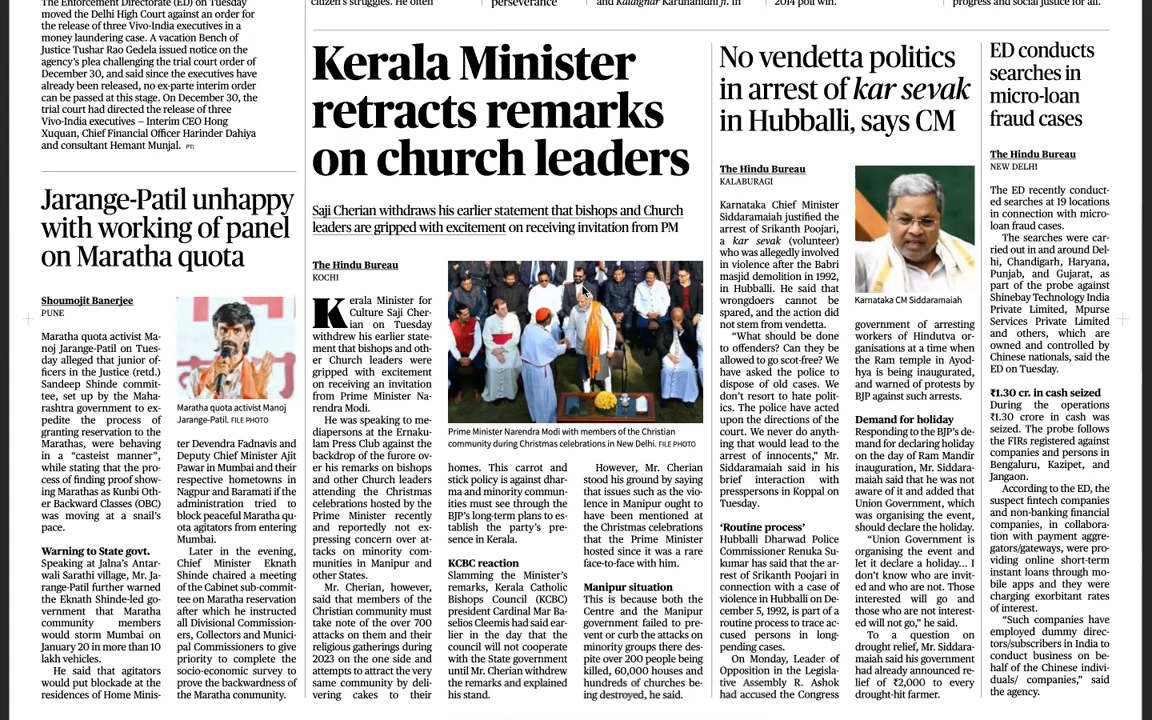 Enforcement Directorate (ED) on Tuesday
moved the Delhi High Court against an order for
the release of three Vivo-India executives in a
money laundering case. A vacation Bench of
Justice Tushar Rao Gedela issued notice on the
agency's plea challenging the trial court order of
December 30, and said since the executives have
already been released, no ex-parte interim order
can be passed at this stage. On December 30, the
trial court had directed the release of three
Vivo-India executives — Interim CEO Hong
Xuquan, Chief Financial Officer Harinder Dahiya
and consultant Hemant Munjal. PTI
Jarange-Patil unhappy
with working of panel
on Maratha quota
Shoumojit Banerjee
PUNE
Maratha quota activist Ma-
noj Jarange-Patil on Tues-
day alleged that junior of-
ficers in the Justice (retd.)
Sandeep Shinde commit-
tee, set up by the Maha-
rashtra government to ex-
pedite the process of
granting reservation to the
Marathas, were behaving
in a “casteist manner”,
while stating that the pro-
cess of finding proof show-
ing Marathas as Kunbi Oth-
er Backward Classes (OBC)
was moving at a snail's
pace.
Warning to State govt.
Speaking at Jalna's Antar-
wali Sarathi village, Mr. Ja-
range-Patil further warned
the Eknath Shinde-led go-
vernment that Maratha
community members
would storm Mumbai on
January 20 in more than 10
lakh vehicles.
He said that agitators
would put blockade at the
residences of Home Minis-
Maratha quota activist Manoj
Jarange-Patil. FILE PHOTO
ter Devendra Fadnavis and
Deputy Chief Minister Ajit
Pawar in Mumbai and their
respective hometowns in
Nagpur and Baramati if the
administration tried to
block peaceful Maratha qu-
ota agitators from entering
Mumbai.
Later in the evening,
Chief Minister Eknath
Shinde chaired a meeting
of the Cabinet sub-commit-
tee on Maratha reservation
after which he instructed
all Divisional Commission-
ers, Collectors and Munici-
pal Commissioners to give
priority to complete the
socio-economic survey to
prove the backwardness of
the Maratha community.
citizen's struggles. He often
perseverance
and Kalaignar Karunanidhi ji. In
2014 poll win.
progress and social justice for all.
Kerala Minister
retracts remarks
on church leaders
Saji Cherian withdraws his earlier statement that bishops and Church
leaders are gripped with excitement on receiving invitation from PM
The Hindu Bureau
KOCHI
Kerala Minister for
Culture Saji Cher-
ian on Tuesday
withdrew his earlier state-
ment that bishops and oth-
er Church leaders were
gripped with excitement
on receiving an invitation
from Prime Minister Na-
rendra Modi.
He was speaking to me-
diapersons at the Ernaku-
lam Press Club against the
backdrop of the furore ov-
er his remarks on bishops
and other Church leaders
attending the Christmas
celebrations hosted by the
Prime Minister recently
and reportedly not ex-
pressing concern over at-
tacks on minority com-
munities in Manipur and
other States.
Mr. Cherian, however,
said that members of the
Christian community must
take note of the over 700
attacks on them and their
religious gatherings during
2023 on the one side and
attempts to attract the very
same community by deli-
vering cakes to their
Prime Minister Narendra Modi with members of the Christian
community during Christmas celebrations in New Delhi. FILE PHOTO
homes. This carrot and
stick policy is against dhar-
ma and minority commun-
ities must see through the
BJP's long-term plans to es-
tablish the party's pre-
sence in Kerala.
KCBC reaction
Slamming the Minister's
remarks, Kerala Catholic
Bishops Council (KCBC)
president Cardinal Mar Ba-
selios Cleemis had said ear-
lier in the day that the
council will not cooperate
with the State government
until Mr. Cherian withdrew
the remarks and explained
his stand.
However, Mr. Cherian
stood his ground by saying
that issues such as the vio-
lence in Manipur ought to
have been mentioned at
the Christmas celebrations
that the Prime Minister
hosted since it was a rare
face-to-face with him.
Manipur situation
This is because both the
Centre and the Manipur
government failed to pre-
vent or curb the attacks on
minority groups there des-
pite over 200 people being
killed, 60,000 houses and
hundreds of churches be-
ing destroyed, he said.
No vendetta politics
in arrest of kar sevak
in Hubballi, says CM
The Hindu Bureau
KALABURAGI
Karnataka Chief Minister
Siddaramaiah justified the
arrest of Srikanth Poojari,
a kar sevak (volunteer)
who was allegedly involved
in violence after the Babri
masjid demolition in 1992,
in Hubballi. He said that
wrongdoers cannot be
spared, and the action did
not stem from vendetta.
“What should be done
to offenders? Can they be
allowed to go scot-free? We
have asked the police to
dispose of old cases. We
don't resort to hate polit-
ics. The police have acted
upon the directions of the
court. We never do anyth-
ing that would lead to the
arrest of innocents,” Mr.
Siddaramaiah said in his
brief interaction with
presspersons in Koppal on
Tuesday.
‘Routine process’
Hubballi Dharwad Police
Commissioner Renuka Su-
kumar has said that the ar-
rest of Srikanth Poojari in
connection with a case of
violence in Hubballi on De-
cember 5, 1992, is part of a
routine process to trace ac-
cused persons in long-
pending cases.
On Monday, Leader of
Opposition in the Legisla-
tive Assembly R. Ashok
had accused the Congress
Karnataka CM Siddaramaiah
government of arresting
workers of Hindutva or-
ganisations at a time when
the Ram temple in Ayod-
hya is being inaugurated,
and warned of protests by
BJP against such arrests.
Demand for holiday
Responding to the BJP's de-
mand for declaring holiday
on the day of Ram Mandir
inauguration, Mr. Siddara-
maiah said that he was not
aware of it and added that
Union Government, which
was organising the event,
should declare the holiday.
“Union Government is
organising the event and
let it declare a holiday... I
don't know who are invit-
ed and who are not. Those
interested will go and
those who are not interest-
ed will not go,” he said.
To a question on
drought relief, Mr. Siddara-
maiah said his government
had already announced re-
lief of ₹2,000 to every
drought-hit farmer.
ED conducts
searches in
micro-loan
fraud cases
The Hindu Bureau
NEW DELHI
The ED recently conduct-
ed searches at 19 locations
in connection with micro-
loan fraud cases.
The searches were car-
ried out in and around Del-
hi, Chandigarh, Haryana,
Punjab, and Gujarat, as
part of the probe against
Shinebay Technology India
Private Limited, Mpurse
Services Private Limited
and others, which are
owned and controlled by
Chinese nationals, said the
ED on Tuesday.
₹1.30 cr. in cash seized
During the operations
₹1.30 crore in cash was
seized. The probe follows
the FIRs registered against
companies and persons in
Bengaluru, Kazipet, and
Jangaon.
According to the ED, the
suspect fintech companies
and non-banking financial
companies, in collabora-
tion with payment aggre-
gators/gateways, were pro-
viding online short-term
instant loans through mo-
bile apps and they were
charging exorbitant rates
of interest.
“Such companies have
employed dummy direc-
tors/subscribers in India to
conduct business on be-
half of the Chinese indivi-
duals/ companies,” said
the agency.